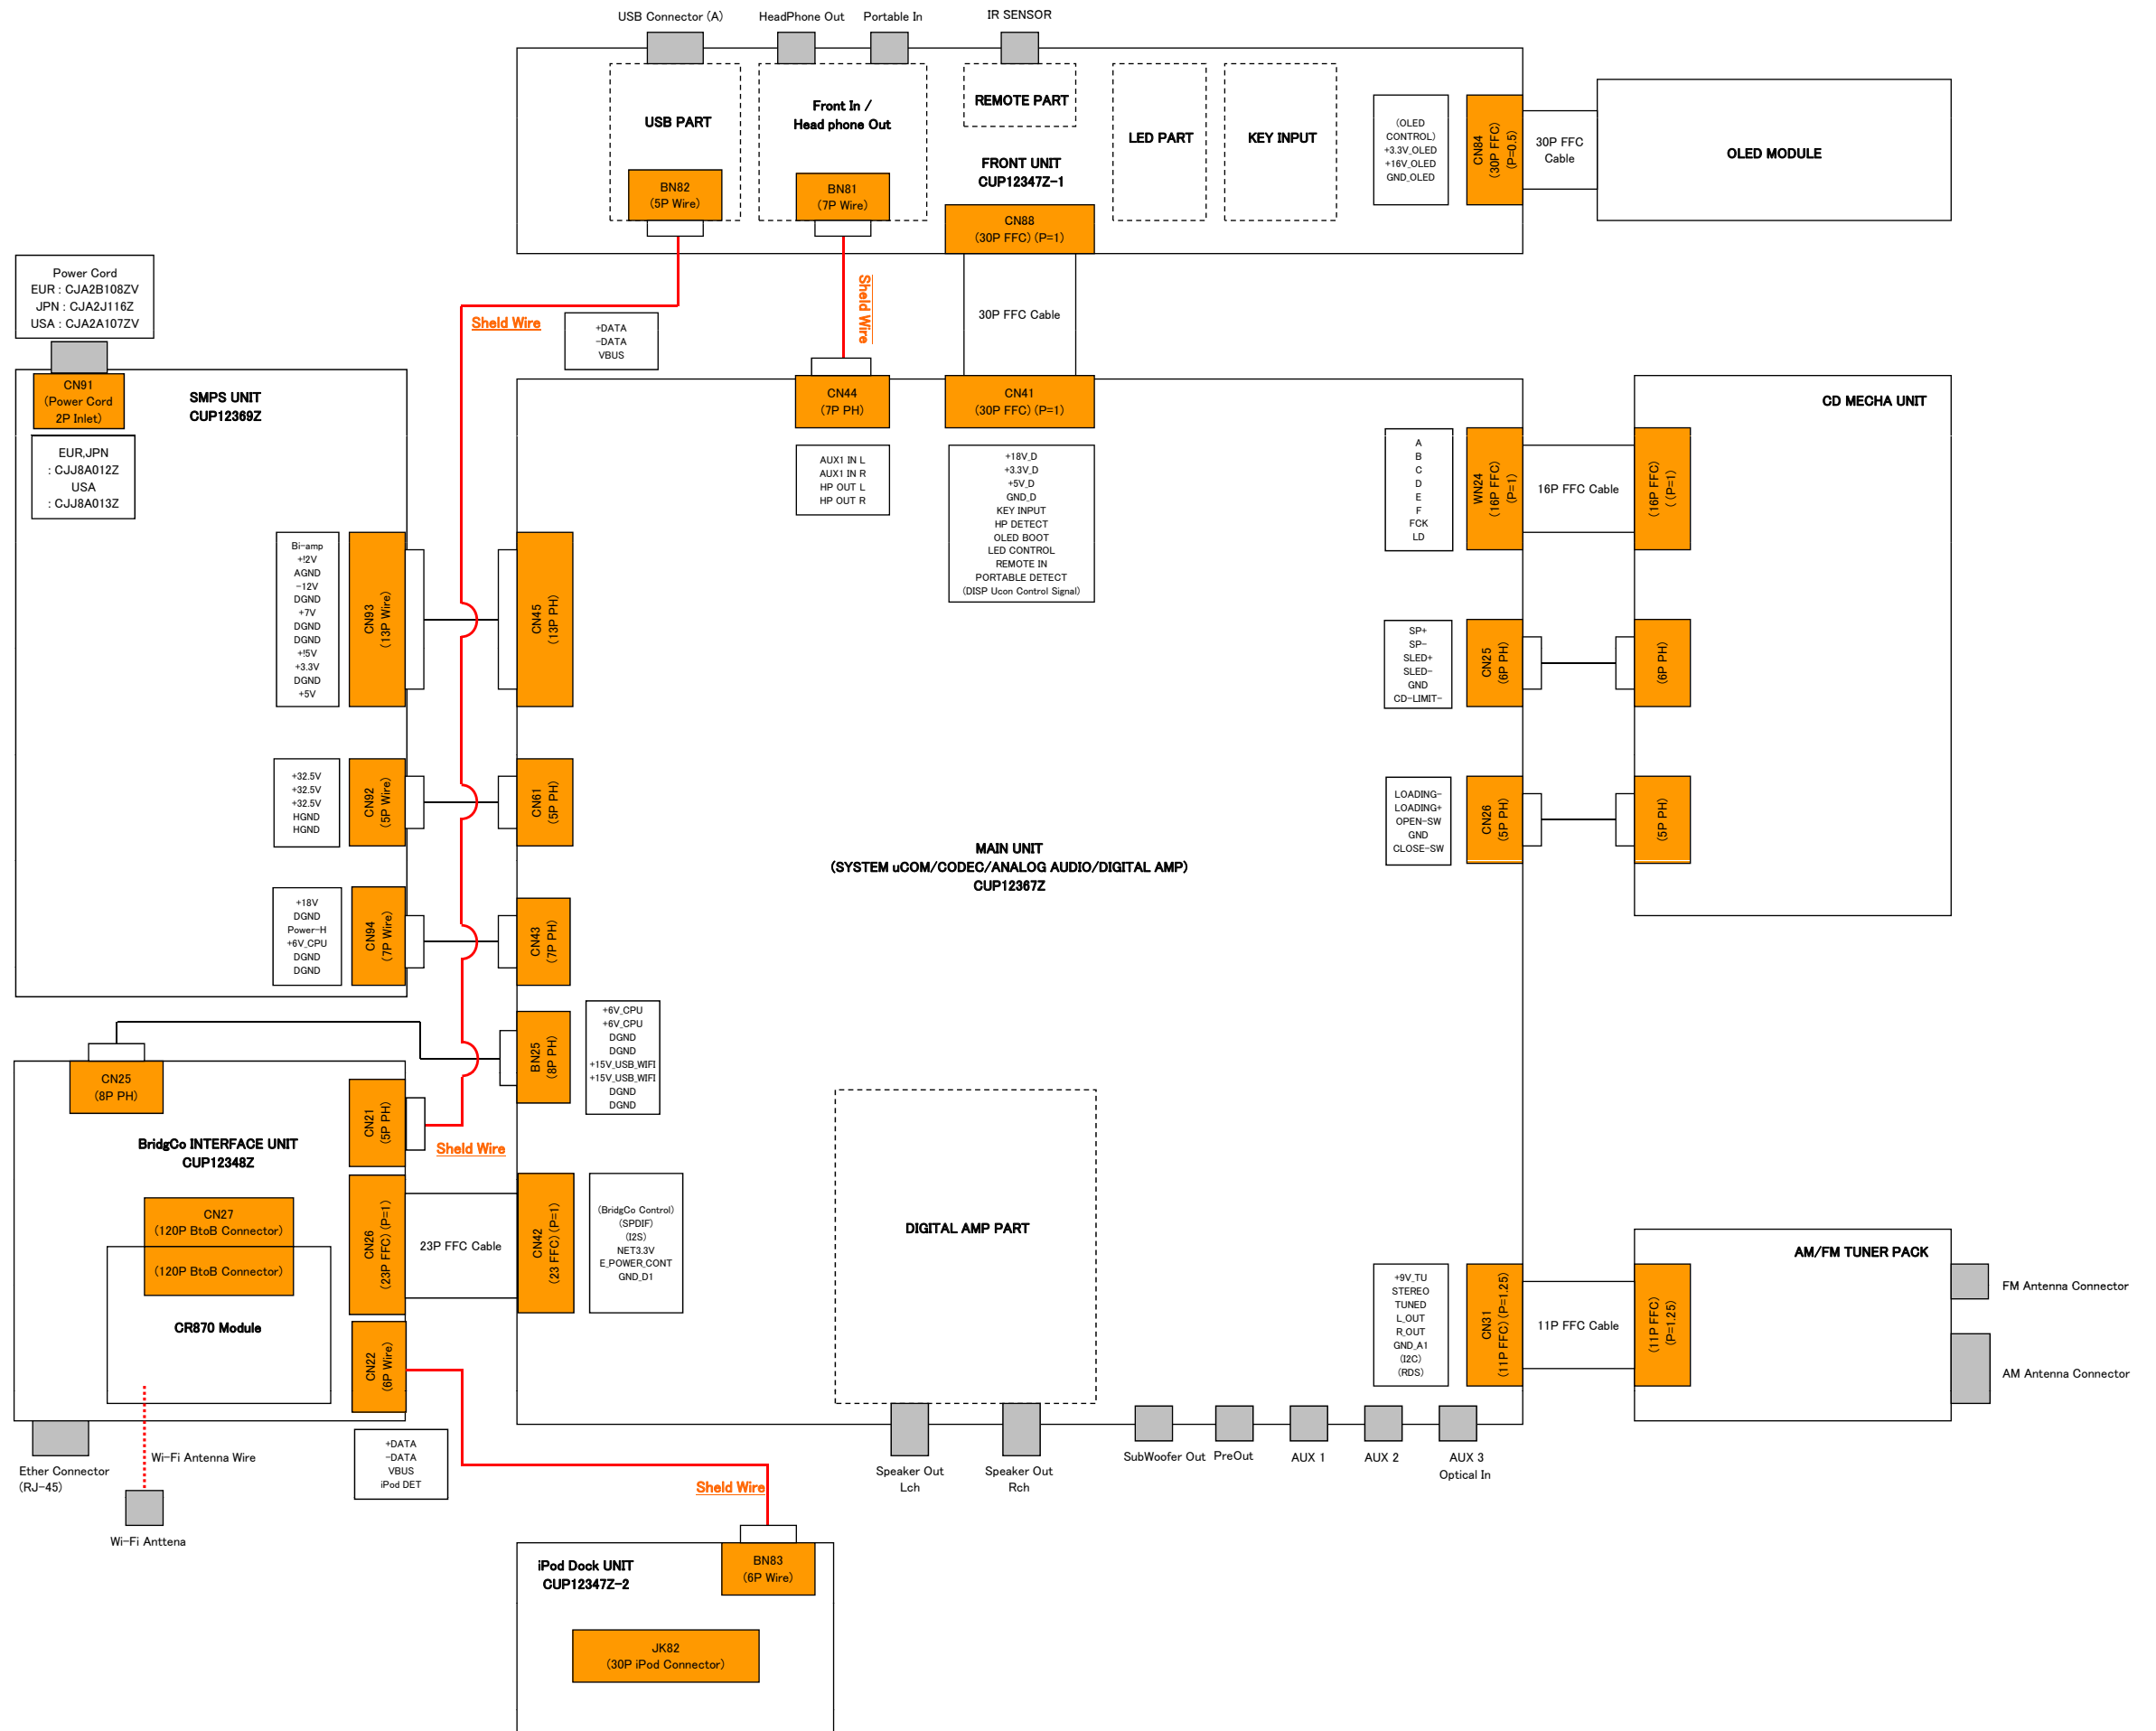 USB Connector (A)
HeadPhone Out
Portable In
IR SENSOR
USB PART
Front In /
Head phone Out
REMOTE PART
LED PART
KEY INPUT
FRONT UNIT
CUP12347Z-1
BN82
(5P Wire)
BN81
(7P Wire)
CN88
(30P FFC) (P=1)
(OLED
CONTROL)
+3.3V_OLED
+16V_OLED
GND_OLED
CN84
(30P FFC)
(P=0.5)
30P FFC
Cable
OLED MODULE
Power Cord
EUR : CJA2B108ZV
JPN : CJA2J116Z
USA : CJA2A107ZV
CN91
(Power Cord
2P Inlet)
EUR,JPN
: CJJ8A012Z
USA
: CJJ8A013Z
SMPS UNIT
CUP12369Z
Sheld Wire
+DATA
-DATA
VBUS
Sheld Wire
30P FFC Cable
CN44
(7P PH)
CN41
(30P FFC) (P=1)
AUX1 IN L
AUX1 IN R
HP OUT L
HP OUT R
+18V_D
+3.3V_D
+5V_D
GND_D
KEY INPUT
HP DETECT
OLED BOOT
LED CONTROL
REMOTE IN
PORTABLE DETECT
(DISP Ucon Control Signal)
Bi-amp
+!2V
AGND
-12V
DGND
+7V
DGND
DGND
+!5V
+3.3V
DGND
+5V
CN93
(13P Wire)
CN45
(13P PH)
+32.5V
+32.5V
+32.5V
HGND
HGND
CN92
(5P Wire)
CN61
(5P PH)
+18V
DGND
Power-H
+6V_CPU
DGND
DGND
CN94
(7P Wire)
CN43
(7P PH)
A
B
C
D
E
F
FCK
LD
WN24
(16P FFC)
(P=1)
16P FFC Cable
(16P FFC)
( (P=1)
CD MECHA UNIT
SP+
SP-
SLED+
SLED-
GND
CD-LIMIT-
CN25
(6P PH)
(6P PH)
LOADING-
LOADING+
OPEN-SW
GND
CLOSE-SW
CN26
(5P PH)
(5P PH)
MAIN UNIT
(SYSTEM uCOM/CODEC/ANALOG AUDIO/DIGITAL AMP)
CUP12367Z
BN25
(8P PH)
+6V_CPU
+6V_CPU
DGND
DGND
+15V_USB_WIFI
+15V_USB_WIFI
DGND
DGND
CN25
(8P PH)
CN21
(5P PH)
Sheld Wire
BridgCo INTERFACE UNIT
CUP12348Z
CN27
(120P BtoB Connector)
(120P BtoB Connector)
CR870 Module
CN26
(23P FFC) (P=1)
23P FFC Cable
CN42
(23 FFC) (P=1)
(BridgCo Control)
(SPDIF)
(I2S)
NET3.3V
E_POWER_CONT
GND_D1
CN22
(6P Wire)
DIGITAL AMP PART
+9V_TU
STEREO
TUNED
L_OUT
R_OUT
GND_A1
(I2C)
(RDS)
CN31
(11P FFC) (P=1.25)
11P FFC Cable
(11P FFC)
(P=1.25)
AM/FM TUNER PACK
FM Antenna Connector
AM Antenna Connector
Ether Connector
(RJ-45)
Wi-Fi Antenna Wire
Wi-Fi Anttena
+DATA
-DATA
VBUS
iPod DET
Sheld Wire
Speaker Out
Lch
Speaker Out
Rch
SubWoofer Out
PreOut
AUX 1
AUX 2
AUX 3
Optical In
iPod Dock UNIT
CUP12347Z-2
BN83
(6P Wire)
JK82
(30P iPod Connector)